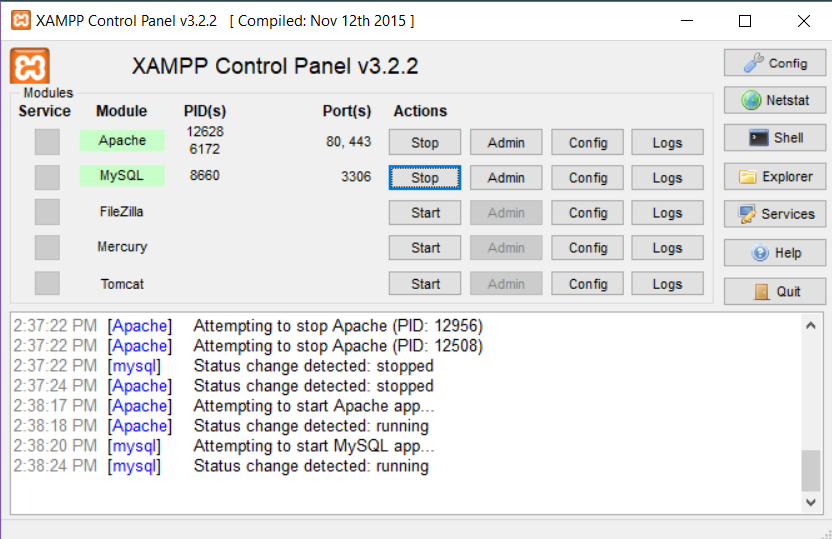 XAMPP Control Panel v3.2.2 [ Compiled: Nov 12th 2015 ]
XAMPP Control Panel v3.2.2
Config
Modules
Service Module PID(s) Port(s) Actions
Netstat
Apache 12628 6172 80, 443 Stop Admin Config Logs
Shell
MySQL 8660 3306 Stop Admin Config Logs
Explorer
FileZilla Start Admin Config Logs
Services
Mercury Start Admin Config Logs
Help
Tomcat Start Admin Config Logs
Quit
2:37:22 PM [Apache] Attempting to stop Apache (PID: 12956)
2:37:22 PM [Apache] Attempting to stop Apache (PID: 12508)
2:37:22 PM [mysql] Status change detected: stopped
2:37:24 PM [Apache] Status change detected: stopped
2:38:17 PM [Apache] Attempting to start Apache app...
2:38:18 PM [Apache] Status change detected: running
2:38:20 PM [mysql] Attempting to start MySQL app...
2:38:24 PM [mysql] Status change detected: running